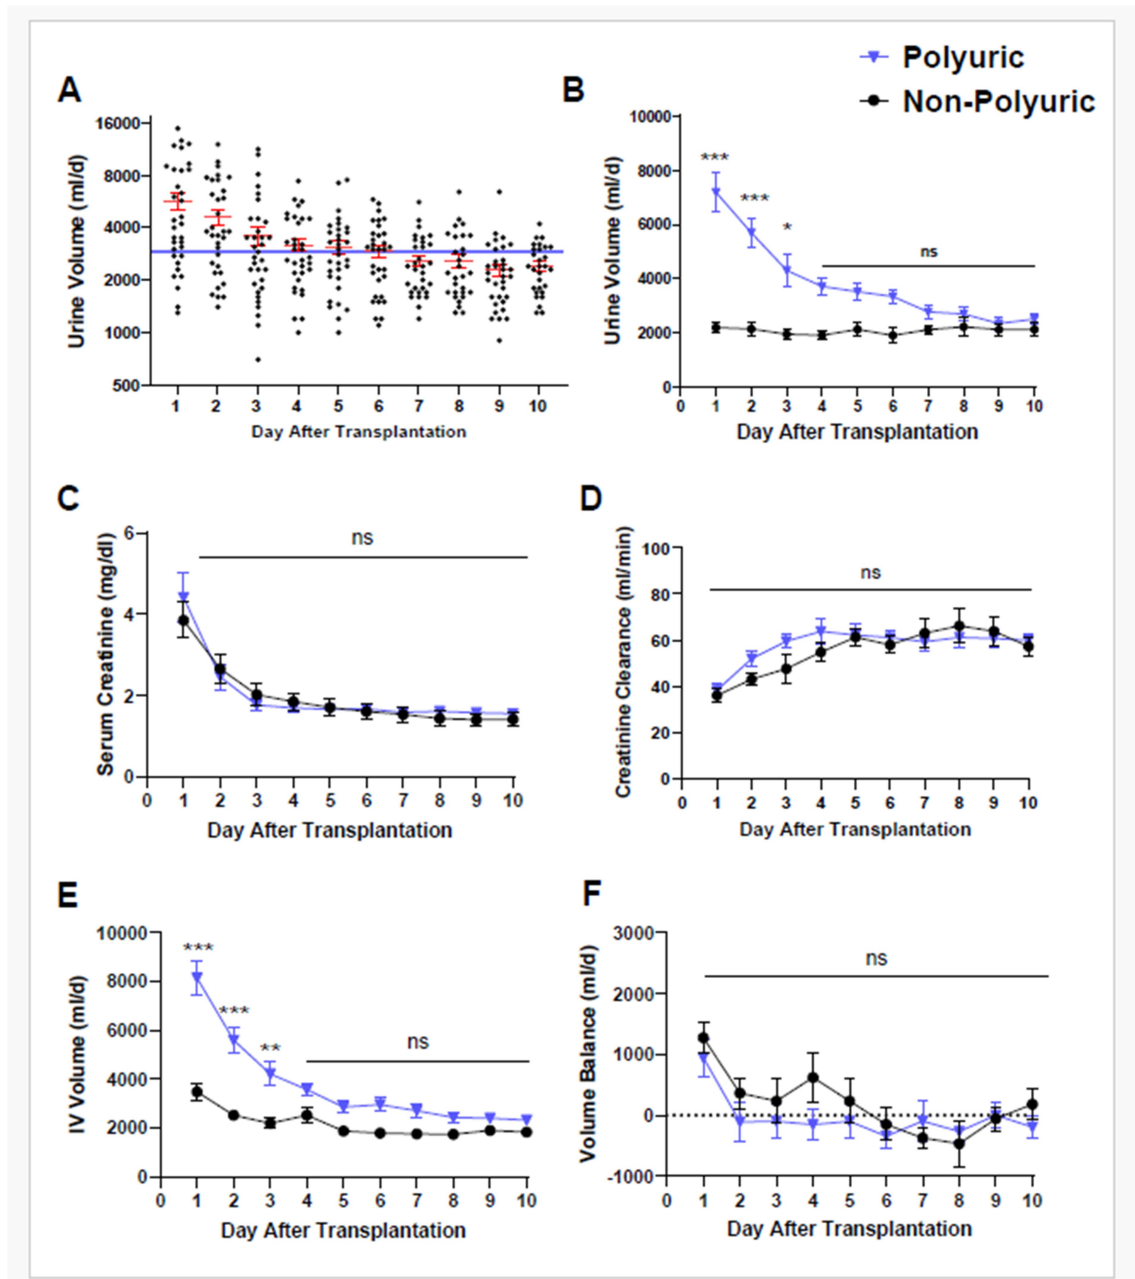 Polyuric
Non-Polyuric
A
Urine Volume (ml/d)
16000
8000
4000
2000
1000
500
1 2 3 4 5 6 7 8 9 10
Day After Transplantation
B
Urine Volume (ml/d)
10000
8000
6000
4000
2000
0
***
***
*
ns
0 1 2 3 4 5 6 7 8 9 10
Day After Transplantation
C
Serum Creatinine (mg/dl)
6
4
2
0
ns
0 1 2 3 4 5 6 7 8 9 10
Day After Transplantation
D
Creatinine Clearance (ml/min)
100
80
60
40
20
0
ns
0 1 2 3 4 5 6 7 8 9 10
Day After Transplantation
E
IV Volume (ml/d)
10000
8000
6000
4000
2000
0
***
***
**
ns
0 1 2 3 4 5 6 7 8 9 10
Day After Transplantation
F
Volume Balance (ml/d)
3000
2000
1000
0
-1000
ns
0 1 2 3 4 5 6 7 8 9 10
Day After Transplantation